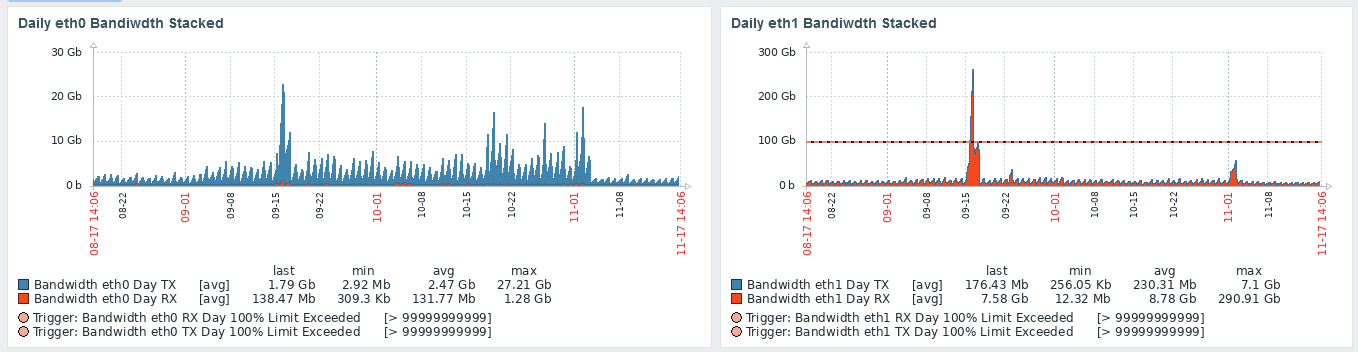 Daily eth0 Bandiwdth Stacked
30 Gb
20 Gb
10 Gb
0 b
08-17 14:06
08-22
09-01
09-08
09-15
09-22
10-01
10-08
10-15
10-22
11-01
11-08
11-17 14:06
last min avg max
Bandwidth eth0 Day TX [avg] 1.79 Gb 2.92 Mb 2.47 Gb 27.21 Gb
Bandwidth eth0 Day RX [avg] 138.47 Mb 309.3 Kb 131.77 Mb 1.28 Gb
Trigger: Bandwidth eth0 RX Day 100% Limit Exceeded [> 99999999999]
Trigger: Bandwidth eth0 TX Day 100% Limit Exceeded [> 99999999999]
Daily eth1 Bandiwdth Stacked
300 Gb
200 Gb
100 Gb
0 b
08-17 14:06
08-22
09-01
09-08
09-15
09-22
10-01
10-08
10-15
10-22
11-01
11-08
11-17 14:06
last min avg max
Bandwidth eth1 Day TX [avg] 176.43 Mb 256.05 Kb 230.31 Mb 7.1 Gb
Bandwidth eth1 Day RX [avg] 7.58 Gb 12.32 Mb 8.78 Gb 290.91 Gb
Trigger: Bandwidth eth1 RX Day 100% Limit Exceeded [> 99999999999]
Trigger: Bandwidth eth1 TX Day 100% Limit Exceeded [> 99999999999]